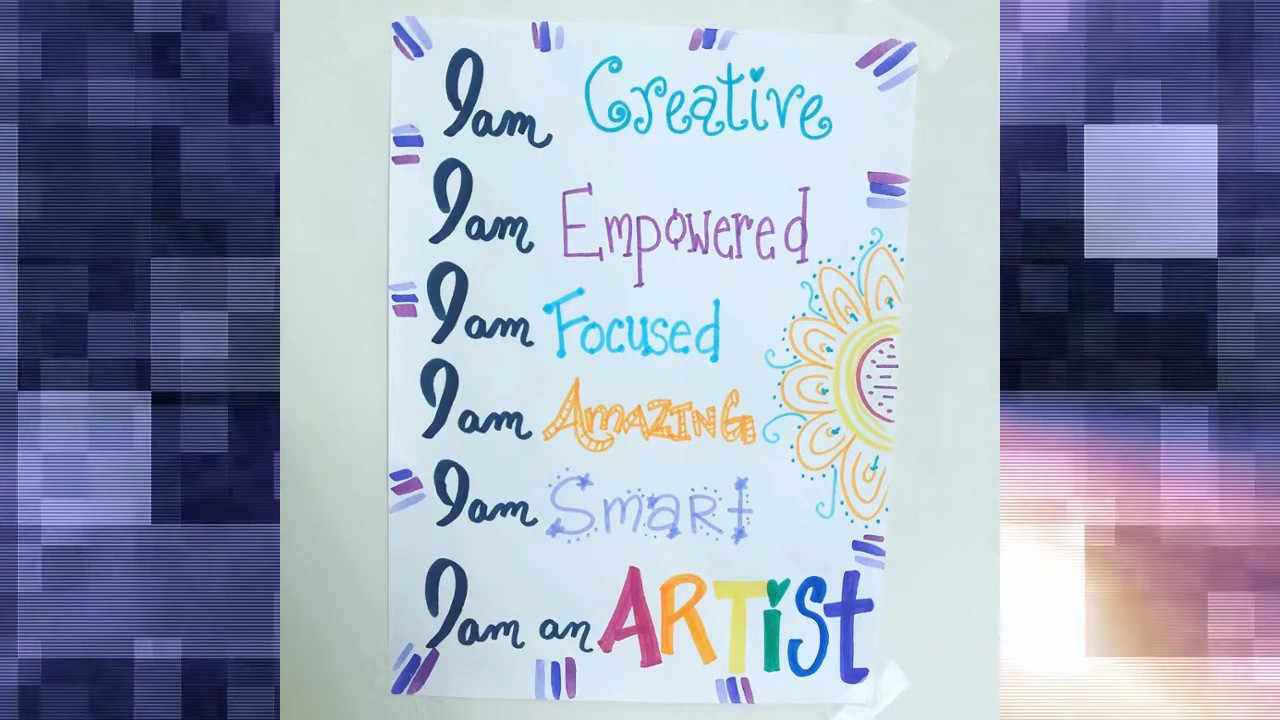 I am Creative
I am Empowered
I am Focused
I am AMAZING
I am Smart
I am an ARTiSt